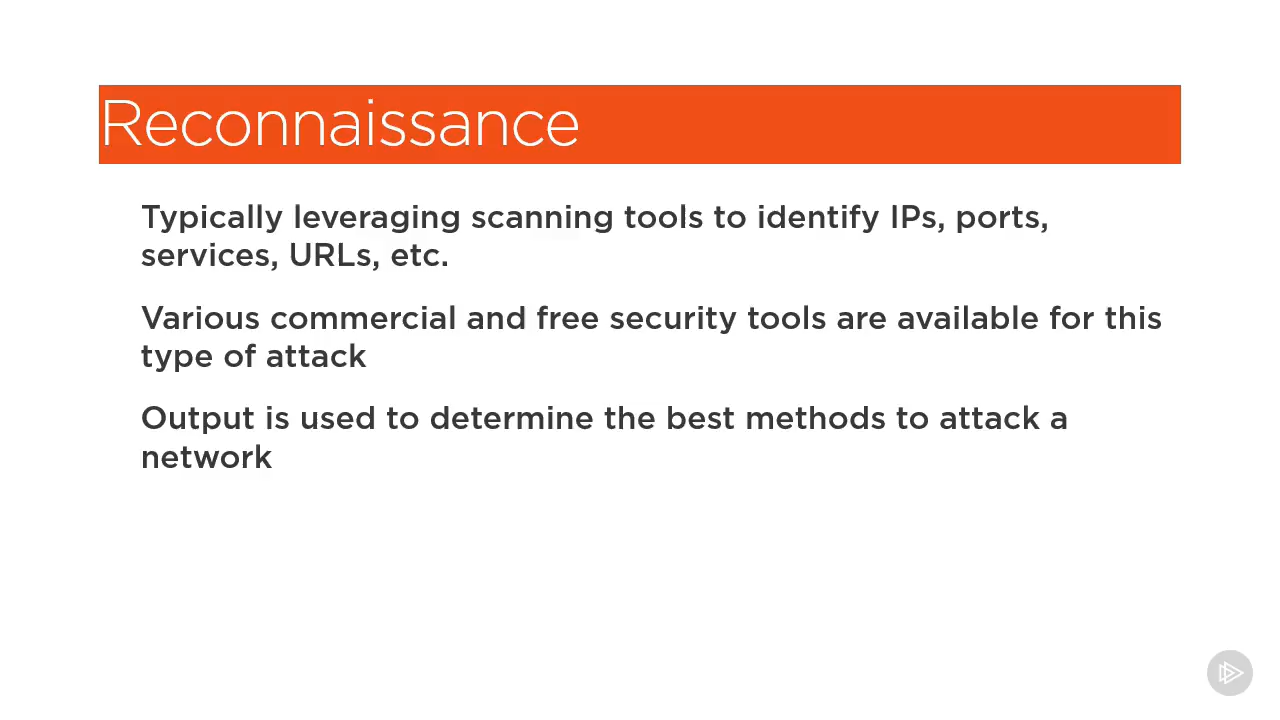 Reconnaissance
Typically leveraging scanning tools to identify IPs, ports,
services, URLs, etc.
Various commercial and free security tools are available for this
type of attack
Output is used to determine the best methods to attack a
network